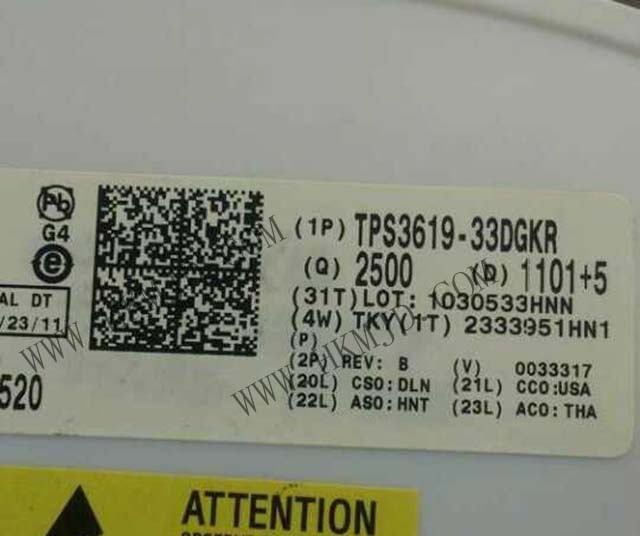 Pb
G4
e
AL DT
/23/11
520
(1P) TPS3619-33DGKR
(Q) 2500 (D) 1101+5
(31T)LOT: 1030533HNN
(4W) TKY(1T) 2333951HN1
(P)
(2P) REV: B (V) 0033317
(20L) CSO:DLN (21L) CCO:USA
(22L) ASO:HNT (23L) ACO:THA
ATTENTION